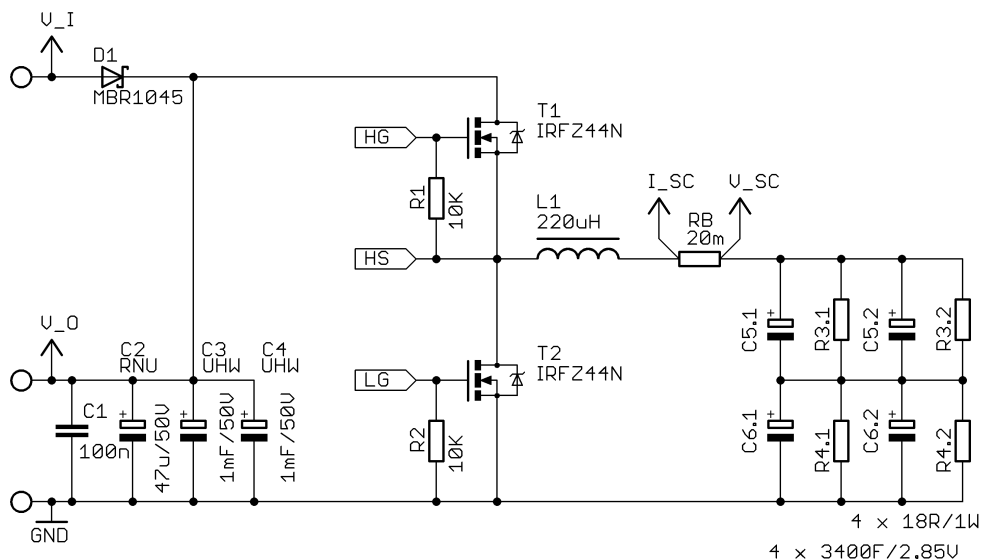 V_I
D1
MBR1045
T1
IRFZ44N
HG
R1
10K
L1
220uH
I_SC
V_SC
RB
20m
HS
V_O
C2
RNU
C3
UHW
C4
UHW
T2
IRFZ44N
LG
R2
10K
C1
100n
47u/50V
1mF/50V
1mF/50V
C5.1
R3.1
C5.2
R3.2
C6.1
R4.1
C6.2
R4.2
GND
4 x 18R/1W
4 x 3400F/2.85V